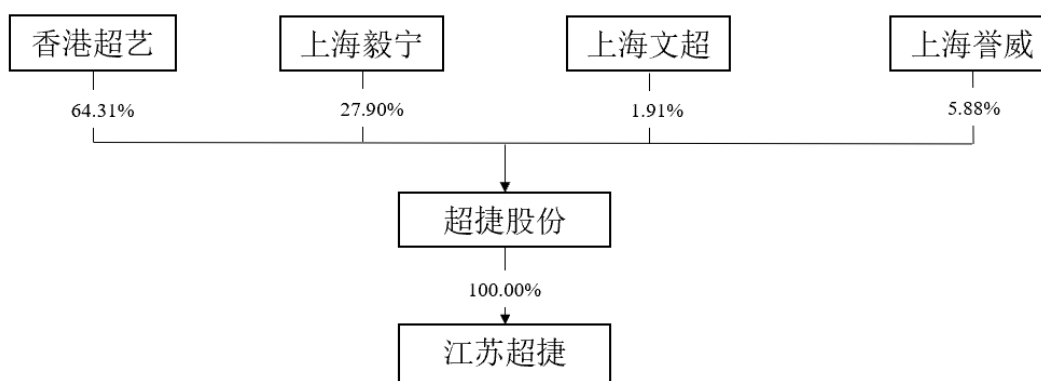 香港超艺
上海毅宁
上海文超
上海誉威
64.31%
27.90%
1.91%
5.88%
超捷股份
100.00%
江苏超捷